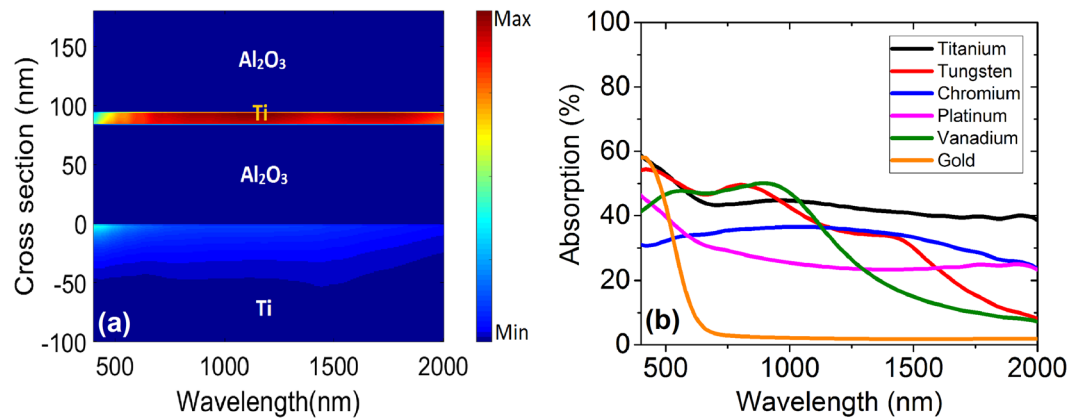 Cross section (nm)
150
100
50
0
-50
-100
Al₂O₃
Ti
Al₂O₃
Ti
(a)
500 1000 1500 2000
Wavelength(nm)
Max
Min
Absorption (%)
100
80
60
40
20
0
Titanium
Tungsten
Chromium
Platinum
Vanadium
Gold
(b)
500 1000 1500 2000
Wavelength (nm)